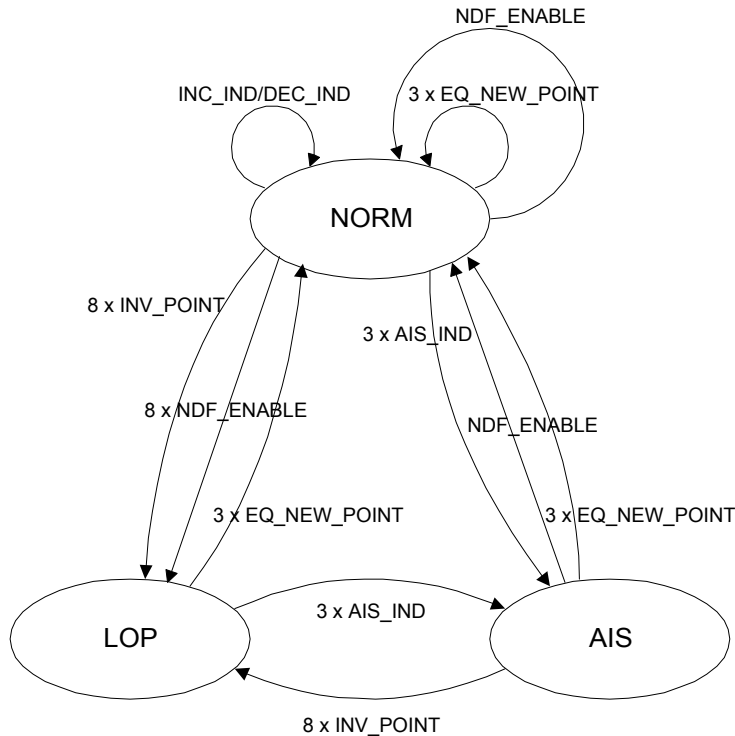 NDF_ENABLE
INC_IND/DEC_IND
3 x EQ_NEW_POINT
NORM
8 x INV_POINT
3 x AIS_IND
8 x NDF_ENABLE
NDF_ENABLE
3 x EQ_NEW_POINT
3 x EQ_NEW_POINT
LOP
3 x AIS_IND
AIS
8 x INV_POINT